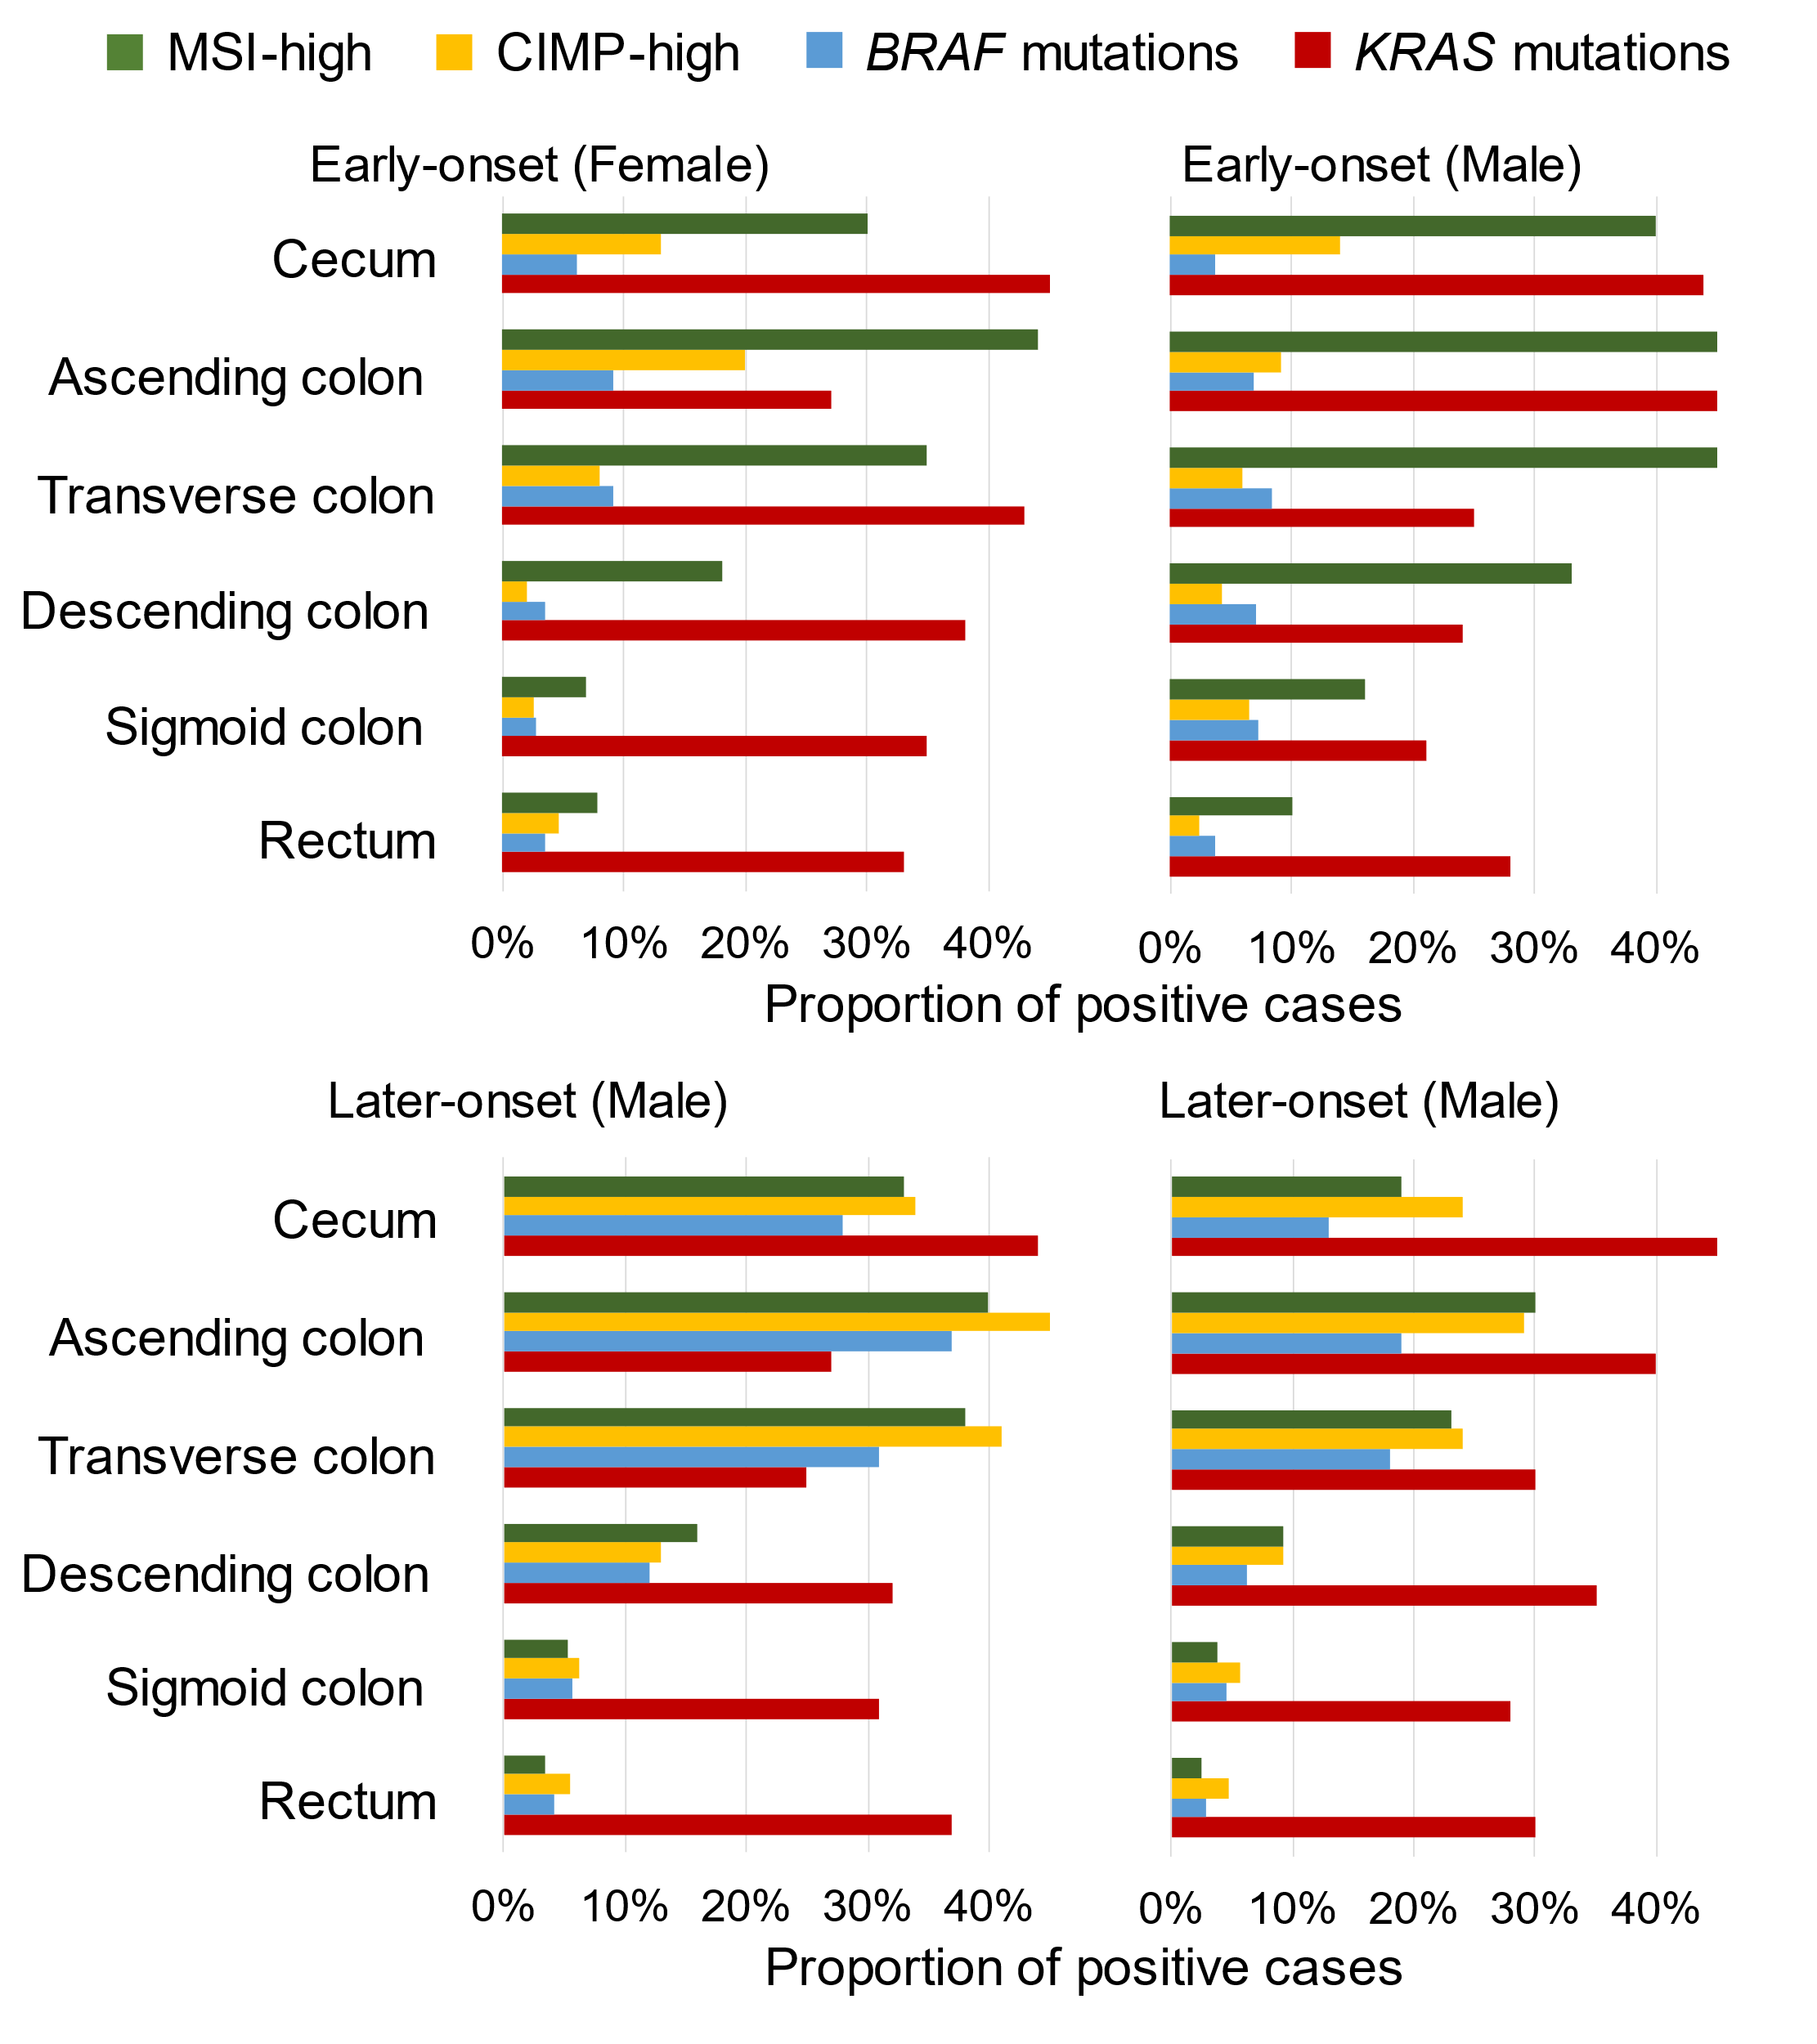 MSI-high CIMP-high BRAF mutations KRAS mutations
Early-onset (Female) Early-onset (Male)
Cecum
Ascending colon
Transverse colon
Descending colon
Sigmoid colon
Rectum
0% 10% 20% 30% 40% 0% 10% 20% 30% 40%
Proportion of positive cases
Later-onset (Male) Later-onset (Male)
Cecum
Ascending colon
Transverse colon
Descending colon
Sigmoid colon
Rectum
0% 10% 20% 30% 40% 0% 10% 20% 30% 40%
Proportion of positive cases